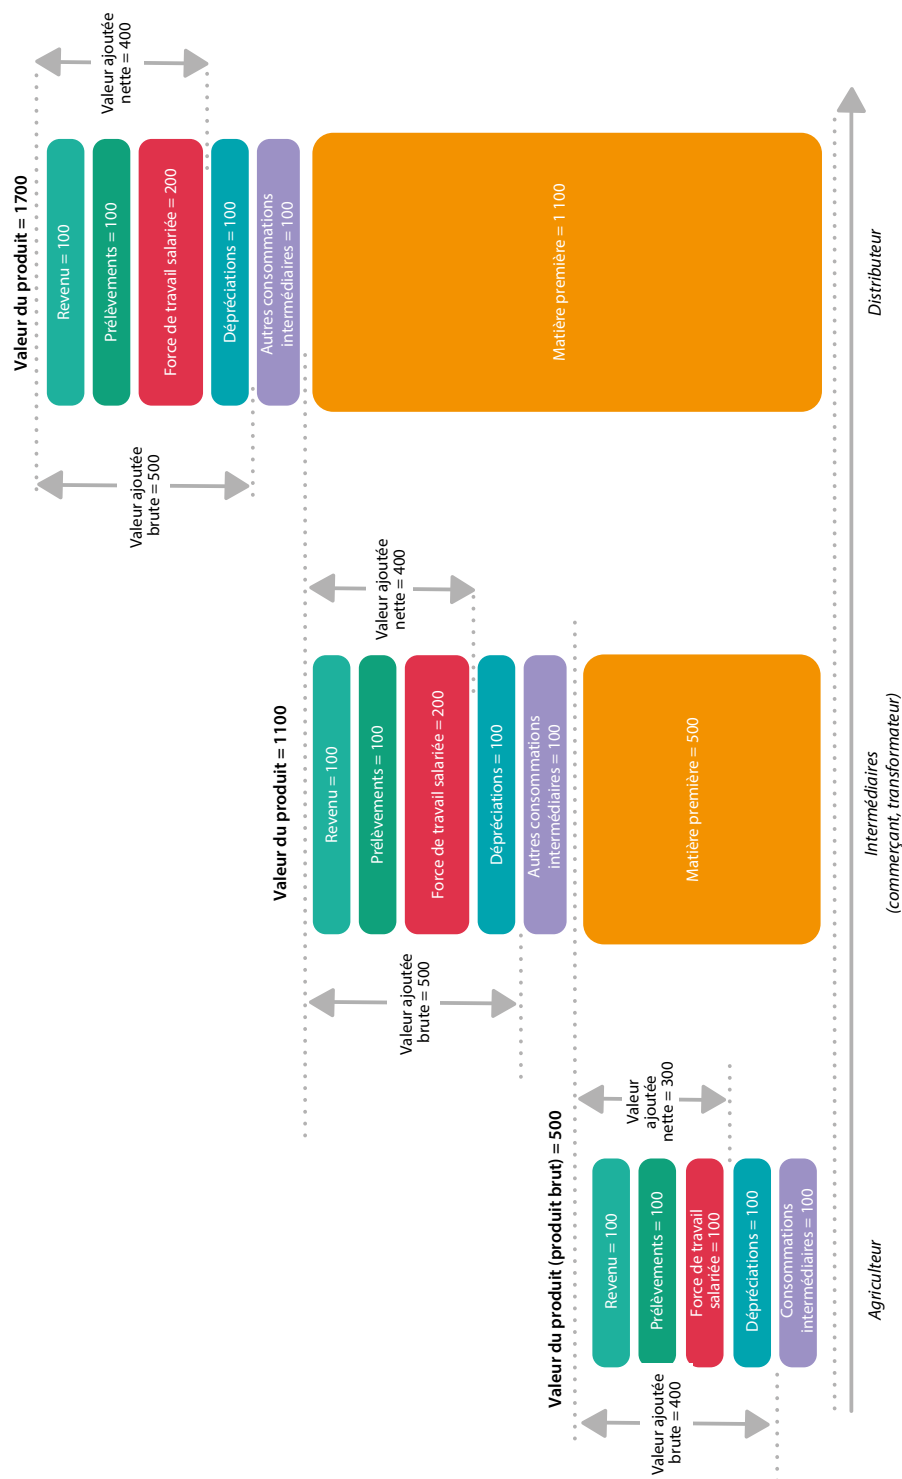 Valeur du produit (produit brut) = 500
Valeur ajoutée
brute = 400
Revenu = 100
Prélèvements = 100
Force de travail
salariée = 100
Dépréciations = 100
Consommations
intermédiaires = 100
Valeur
ajoutée
nette = 300
Agriculteur
Valeur du produit = 1100
Valeur ajoutée
brute = 500
Revenu = 100
Prélèvements = 100
Force de travail salariée = 200
Dépréciations = 100
Autres consommations
intermédiaires = 100
Matière première = 500
Valeur ajoutée
nette = 400
Intermédiaires
(commerçant, transformateur)
Valeur du produit = 1700
Valeur ajoutée
brute = 500
Revenu = 100
Prélèvements = 100
Force de travail salariée = 200
Dépréciations = 100
Autres consommations
intermédiaires = 100
Matière première = 1 100
Valeur ajoutée
nette = 400
Distributeur